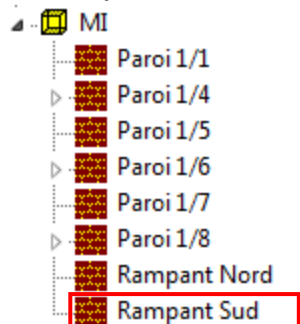 MI
Paroi 1/1
Paroi 1/4
Paroi 1/5
Paroi 1/6
Paroi 1/7
Paroi 1/8
Rampant Nord
Rampant Sud